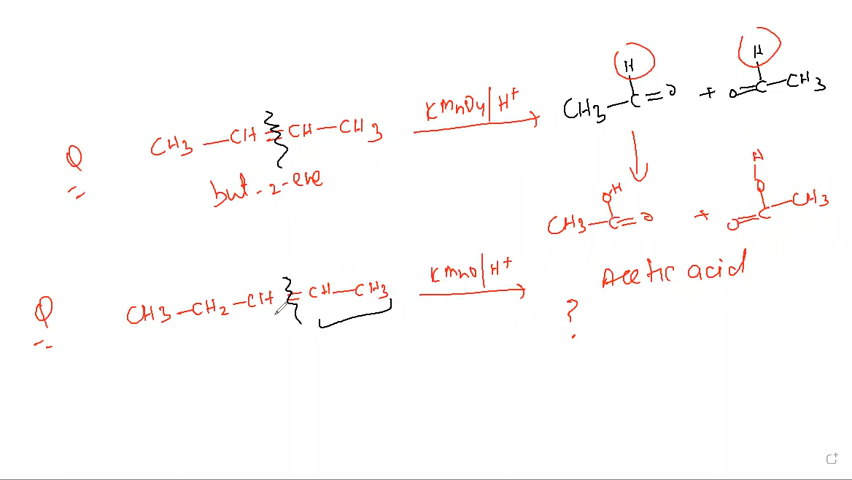 Q CH3—CH=CH—CH3 KMnO4/H+ CH3—C=O + O=C—CH3
H H
but-2-ene
CH3—C=O + O=C—CH3
OH O H
Acetic acid
Q CH3—CH2—CH=CH—CH3 KMnO/H+ ?